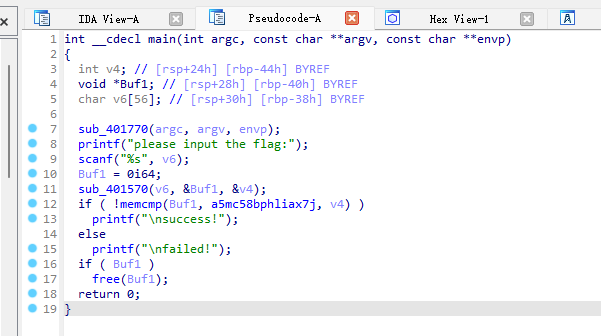 IDA View-A Pseudocode-A Hex View-1
1 int __cdecl main(int argc, const char **argv, const char **envp)
2 {
3 int v4; // [rsp+24h] [rbp-44h] BYREF
4 void *Buf1; // [rsp+28h] [rbp-40h] BYREF
5 char v6[56]; // [rsp+30h] [rbp-38h] BYREF
6
7 sub_401770(argc, argv, envp);
8 printf("please input the flag:");
9 scanf("%s", v6);
10 Buf1 = 0i64;
11 sub_401570(v6, &Buf1, &v4);
12 if ( !memcmp(Buf1, a5mc58bphliax7j, v4) )
13 printf("\nsuccess!");
14 else
15 printf("\nfailed!");
16 if ( Buf1 )
17 free(Buf1);
18 return 0;
19 }